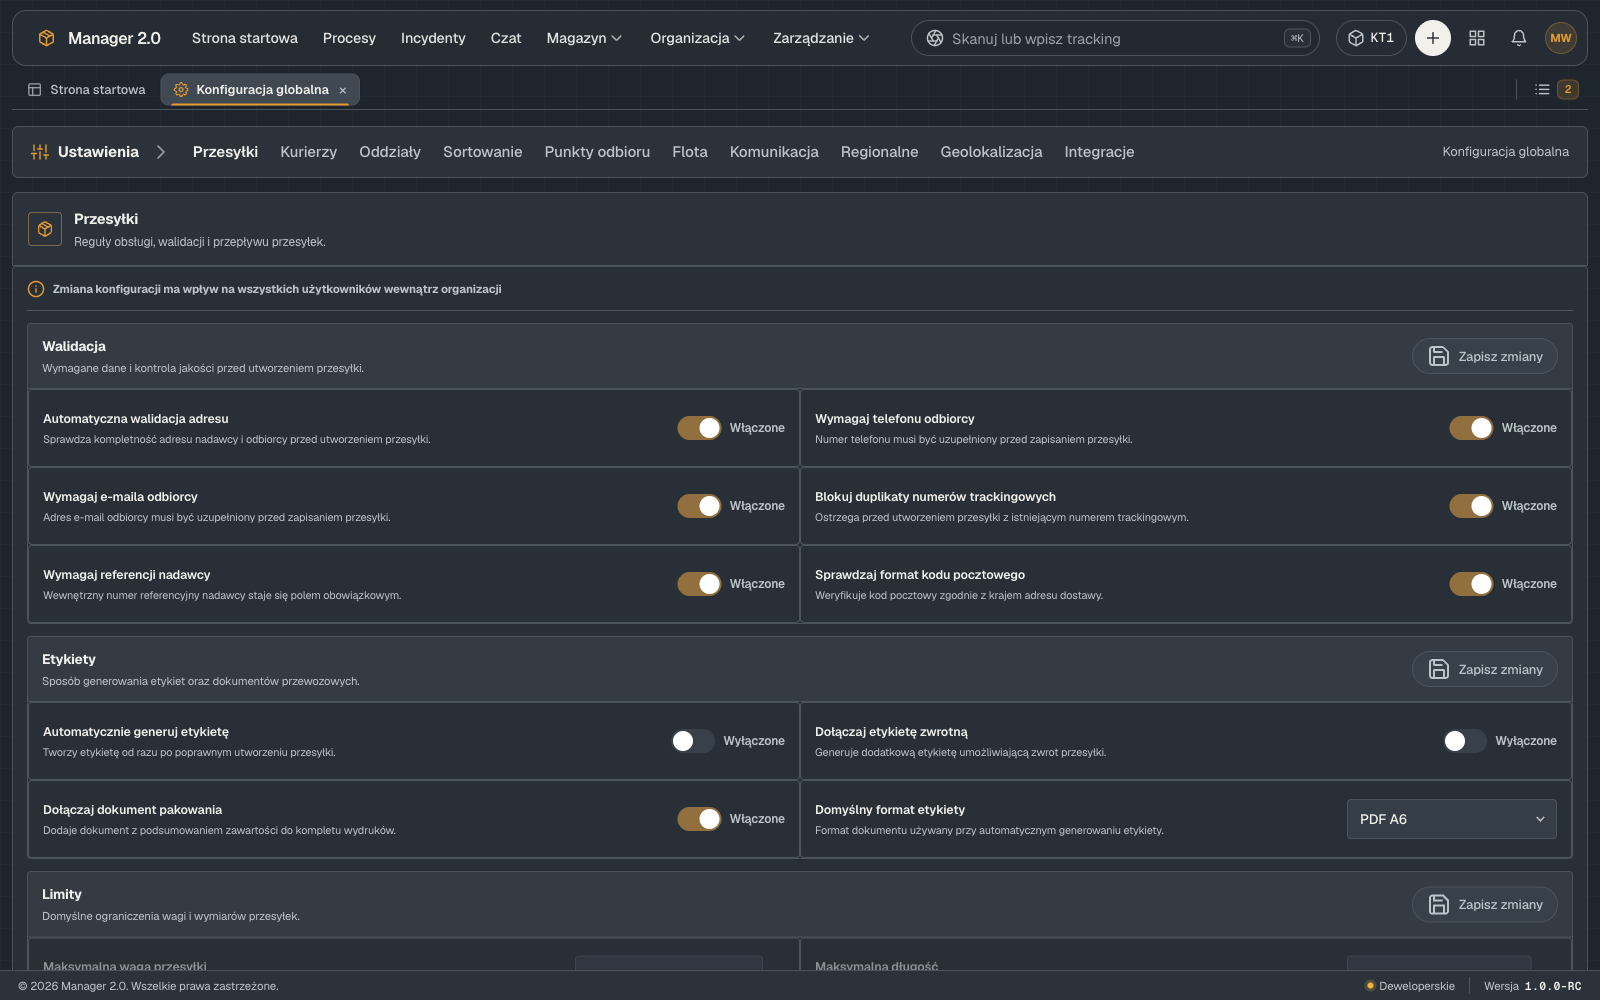 Manager 2.0 Strona startowa Procesy Incydenty Czat Magazyn Organizacja Zarządzanie Skanuj lub wpisz tracking ⌘K KT1 MW
Strona startowa Konfiguracja globalna × 2
Ustawienia Przesyłki Kurierzy Oddziały Sortowanie Punkty odbioru Flota Komunikacja Regionalne Geolokalizacja Integracje Konfiguracja globalna
Przesyłki
Reguły obsługi, walidacji i przepływu przesyłek.
Zmiana konfiguracji ma wpływ na wszystkich użytkowników wewnątrz organizacji
Walidacja
Wymagane dane i kontrola jakości przed utworzeniem przesyłki.
Zapisz zmiany
Automatyczna walidacja adresu
Sprawdza kompletność adresu nadawcy i odbiorcy przed utworzeniem przesyłki.
Włączone
Wymagaj telefonu odbiorcy
Numer telefonu musi być uzupełniony przed zapisaniem przesyłki.
Włączone
Wymagaj e-maila odbiorcy
Adres e-mail odbiorcy musi być uzupełniony przed zapisaniem przesyłki.
Włączone
Blokuj duplikaty numerów trackingowych
Ostrzega przed utworzeniem przesyłki z istniejącym numerem trackingowym.
Włączone
Wymagaj referencji nadawcy
Wewnętrzny numer referencyjny nadawcy staje się polem obowiązkowym.
Włączone
Sprawdzaj format kodu pocztowego
Weryfikuje kod pocztowy zgodnie z krajem adresu dostawy.
Włączone
Etykiety
Sposób generowania etykiet oraz dokumentów przewozowych.
Zapisz zmiany
Automatycznie generuj etykietę
Tworzy etykietę od razu po poprawnym utworzeniu przesyłki.
Wyłączone
Dołączaj etykietę zwrotną
Generuje dodatkową etykietę umożliwiającą zwrot przesyłki.
Wyłączone
Dołączaj dokument pakowania
Dodaje dokument z podsumowaniem zawartości do kompletu wydruków.
Włączone
Domyślny format etykiety
Format dokumentu używany przy automatycznym generowaniu etykiety.
PDF A6
Limity
Domyślne ograniczenia wagi i wymiarów przesyłek.
Zapisz zmiany
Maksymalna waga przesyłki
Maksymalna długość
© 2026 Manager 2.0. Wszelkie prawa zastrzeżone. Deweloperskie Wersja 1.0.0-RC